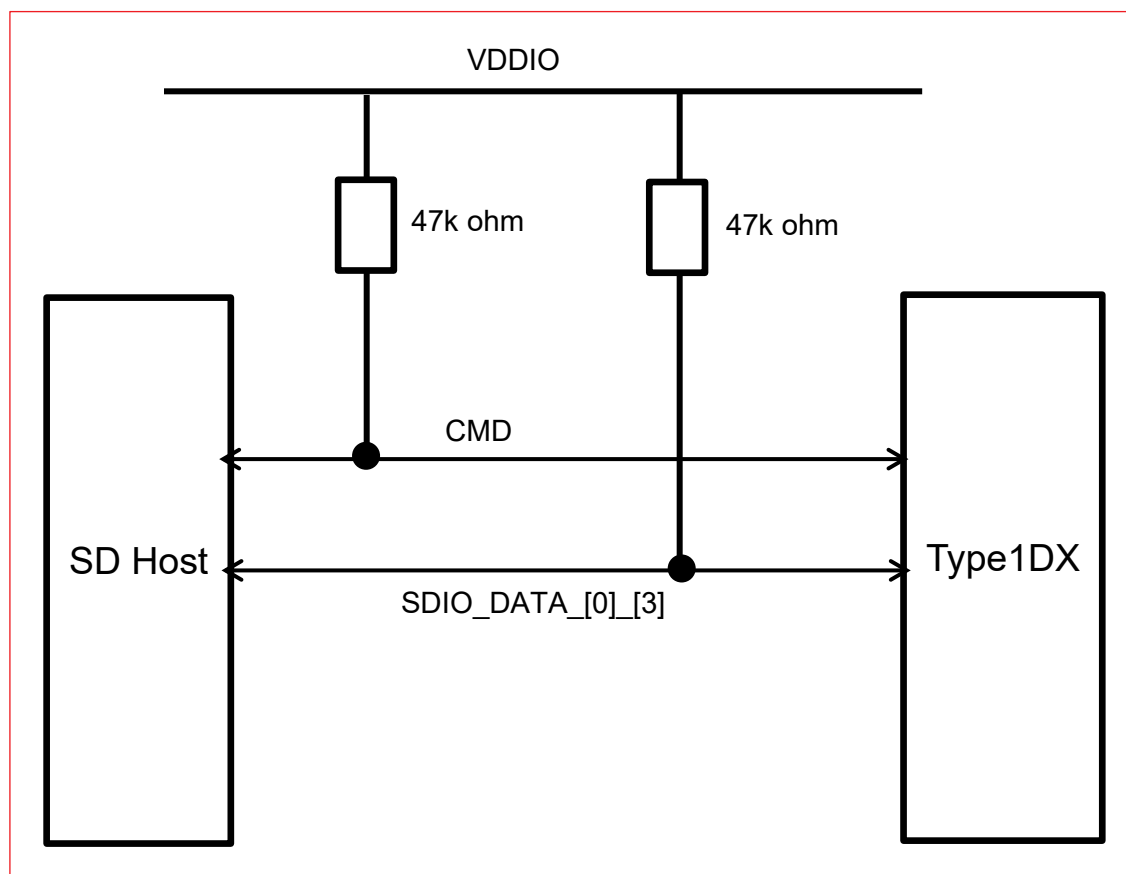 VDDIO
47k ohm
47k ohm
CMD
SD Host
Type1DX
SDIO_DATA_[0]_[3]